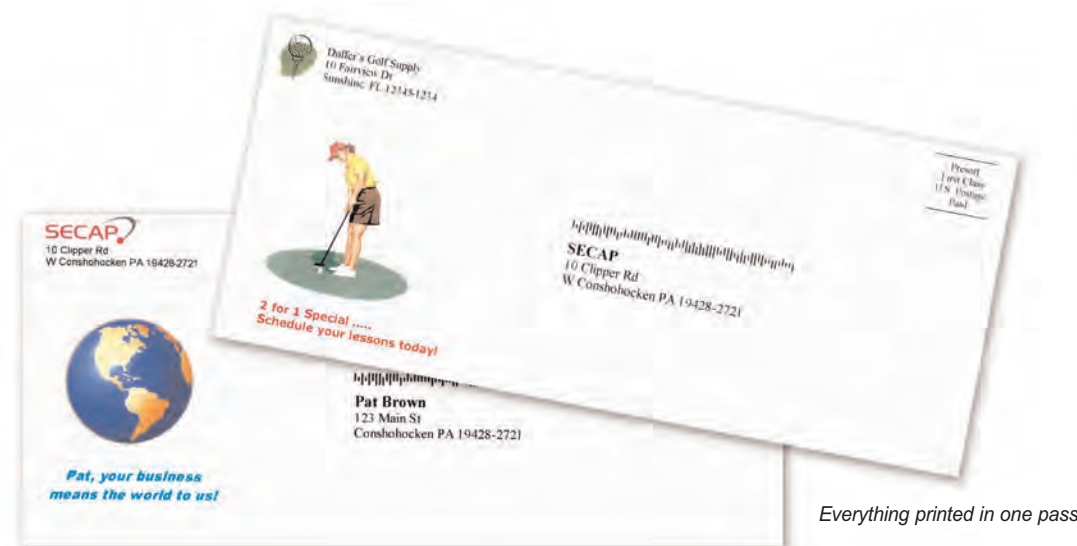 Duffer's Golf Supply
10 Fairview Dr
Sunshine, FL 12345-1234
Presort
First Class
U.S. Postage
Paid
SECAP
10 Clipper Rd
W Conshohocken PA 19428-2721
2 for 1 Special .....
Schedule your lessons today!
SECAP
10 Clipper Rd
W Conshohocken PA 19428-2721
Pat Brown
123 Main St
Conshohocken PA 19428-2721
Pat, your business
means the world to us!
Everything printed in one pass